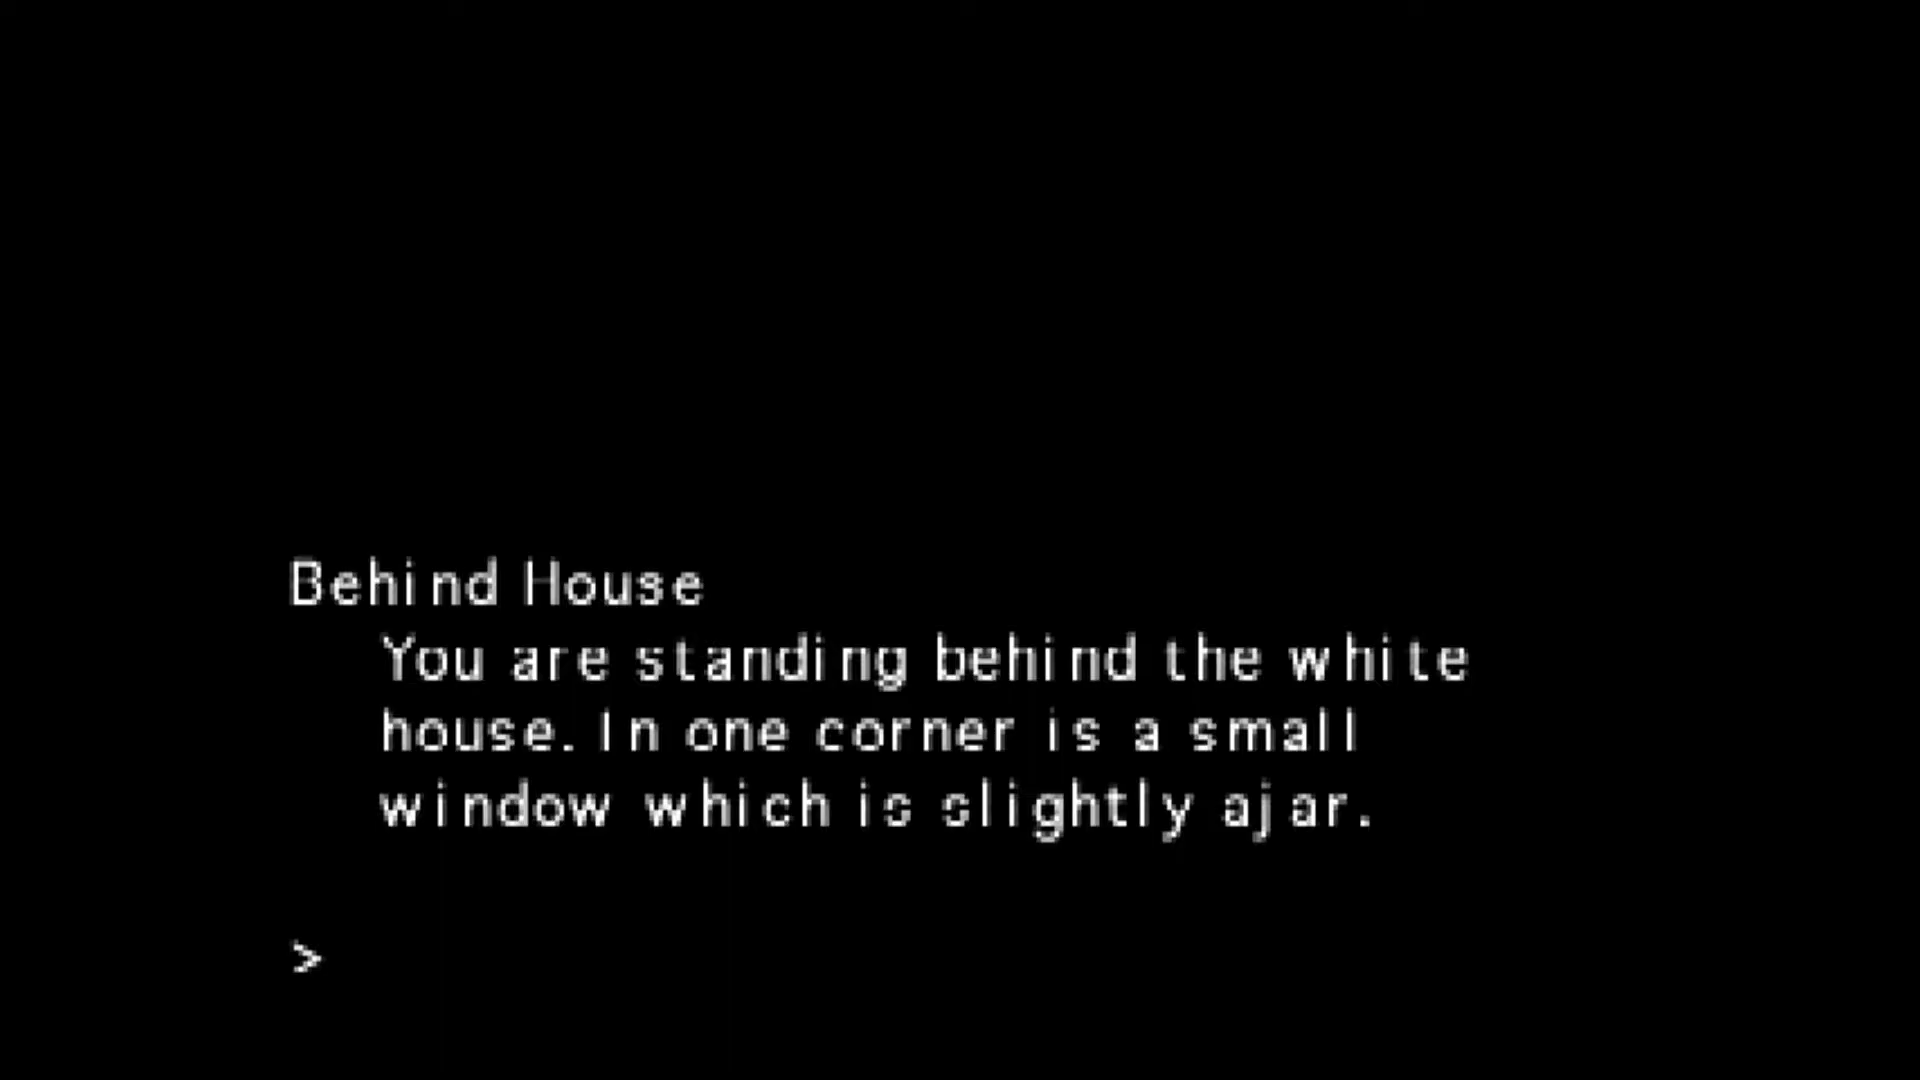 Behind House
You are standing behind the white
house. In one corner is a small
window which is slightly ajar.
>